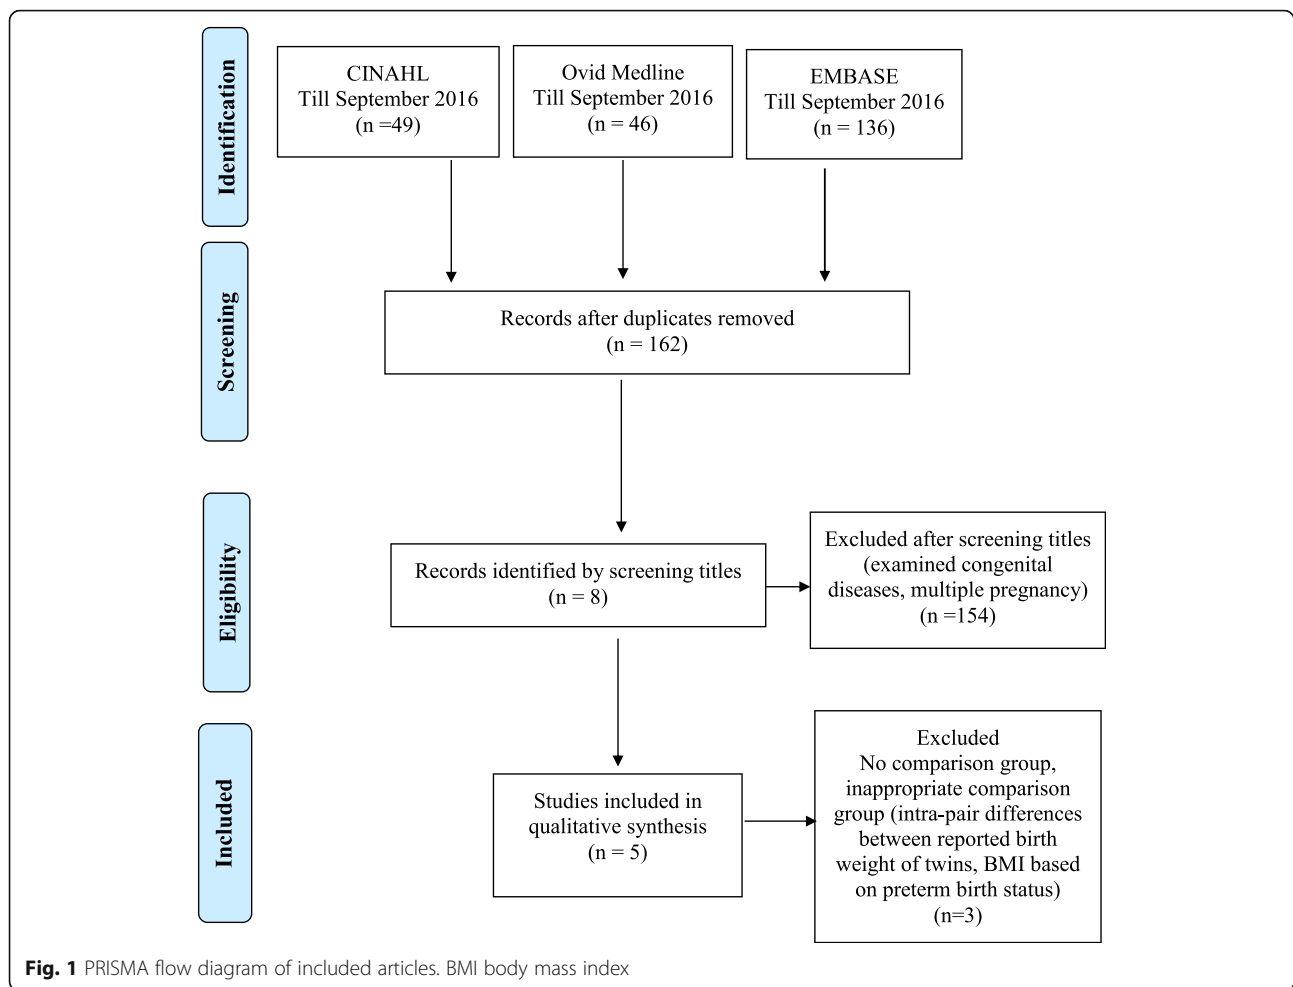 Identification
CINAHL
Till September 2016
(n =49)
Ovid Medline
Till September 2016
(n = 46)
EMBASE
Till September 2016
(n = 136)
Screening
Records after duplicates removed
(n = 162)
Eligibility
Records identified by screening titles
(n = 8)
Excluded after screening titles
(examined congenital
diseases, multiple pregnancy)
(n =154)
Included
Studies included in
qualitative synthesis
(n = 5)
Excluded
No comparison group,
inappropriate comparison
group (intra-pair differences
between reported birth
weight of twins, BMI based
on preterm birth status)
(n=3)
Fig. 1 PRISMA flow diagram of included articles. BMI body mass index